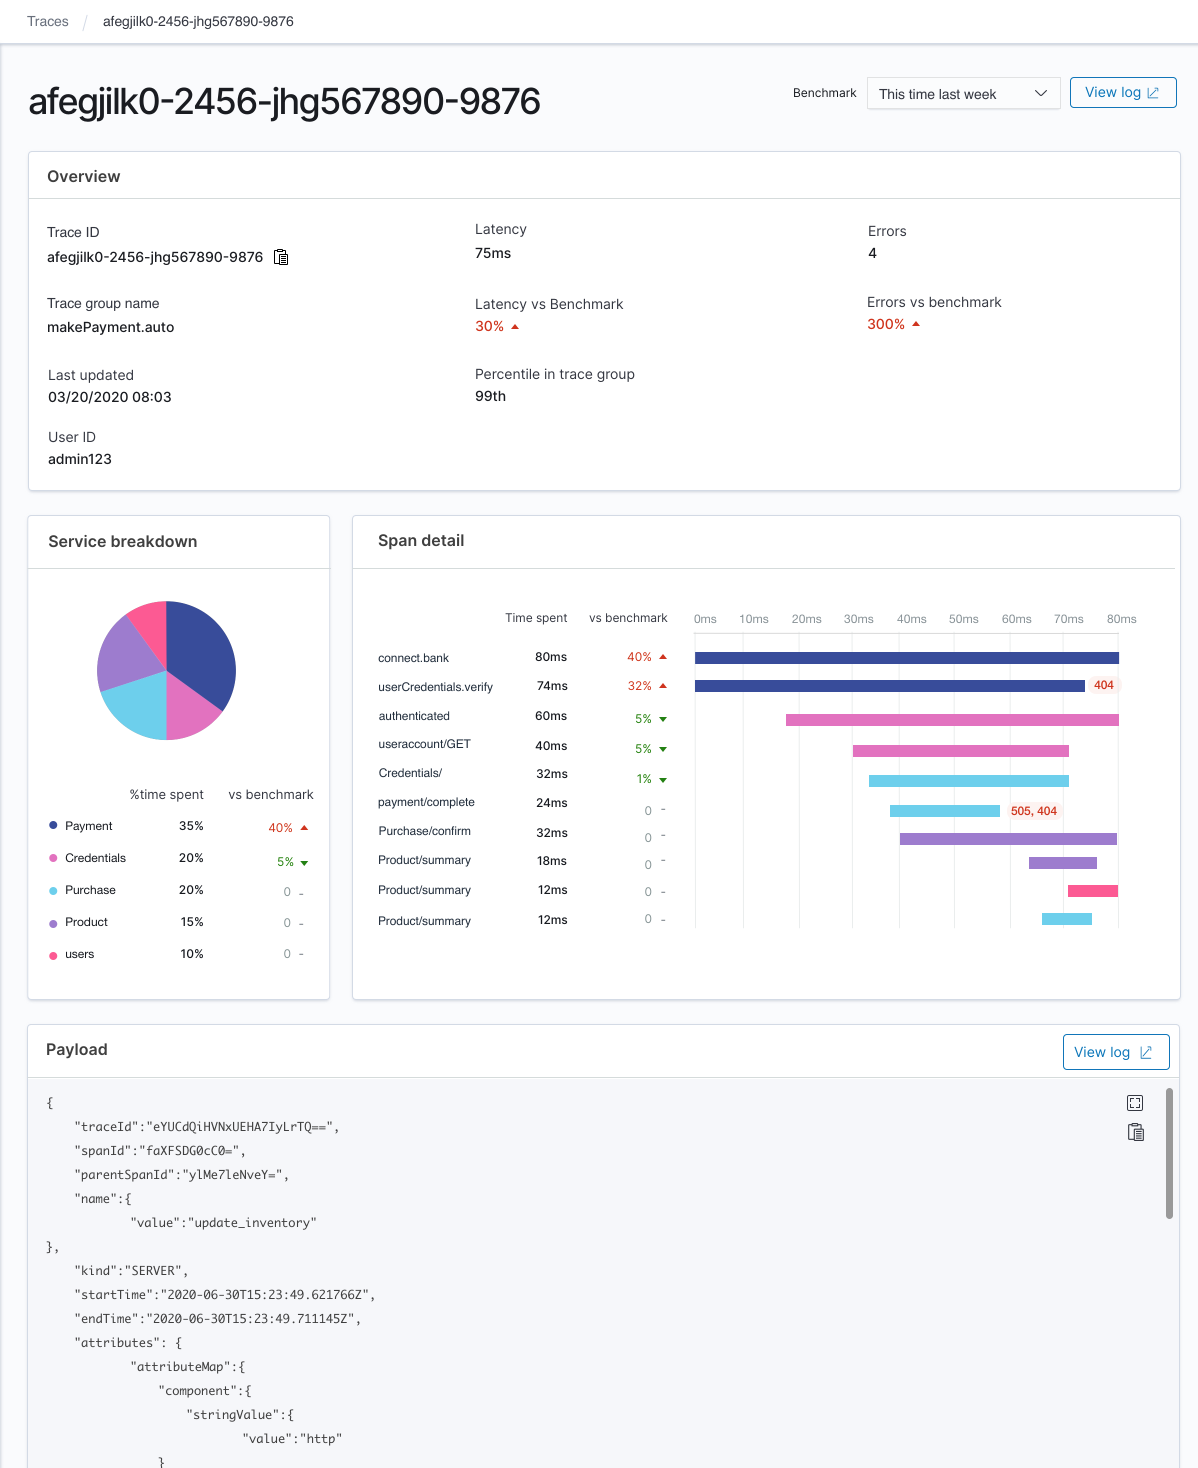 Traces / afegjilk0-2456-jhg567890-9876
afegjilk0-2456-jhg567890-9876
Benchmark This time last week View log
Overview
Trace ID
afegjilk0-2456-jhg567890-9876
Latency
75ms
Errors
4
Trace group name
makePayment.auto
Latency vs Benchmark
30%
Errors vs benchmark
300%
Last updated
03/20/2020 08:03
Percentile in trace group
99th
User ID
admin123
Service breakdown
%time spent vs benchmark
Payment 35% 40%
Credentials 20% 5%
Purchase 20% 0 -
Product 15% 0 -
users 10% 0 -
Span detail
Time spent vs benchmark 0ms 10ms 20ms 30ms 40ms 50ms 60ms 70ms 80ms
connect.bank 80ms 40%
userCredentials.verify 74ms 32% 404
authenticated 60ms 5%
useraccount/GET 40ms 5%
Credentials/ 32ms 1%
payment/complete 24ms 0 - 505, 404
Purchase/confirm 32ms 0 -
Product/summary 18ms 0 -
Product/summary 12ms 0 -
Product/summary 12ms 0 -
Payload
View log
{
"traceId":"eYUCdQiHVNxUEHA7IyLrTQ==",
"spanId":"faXFSDG0cC0=",
"parentSpanId":"ylMe7leNveY=",
"name":{
"value":"update_inventory"
},
"kind":"SERVER",
"startTime":"2020-06-30T15:23:49.621766Z",
"endTime":"2020-06-30T15:23:49.711145Z",
"attributes": {
"attributeMap":{
"component":{
"stringValue":{
"value":"http"
}